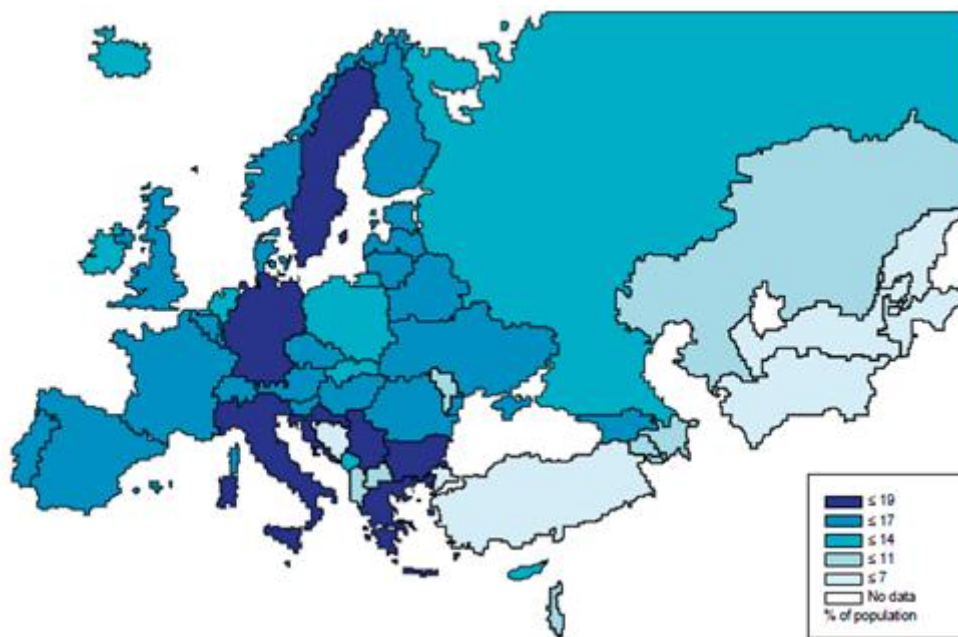 ≤ 19
≤ 17
≤ 14
≤ 11
≤ 7
No data
% of population